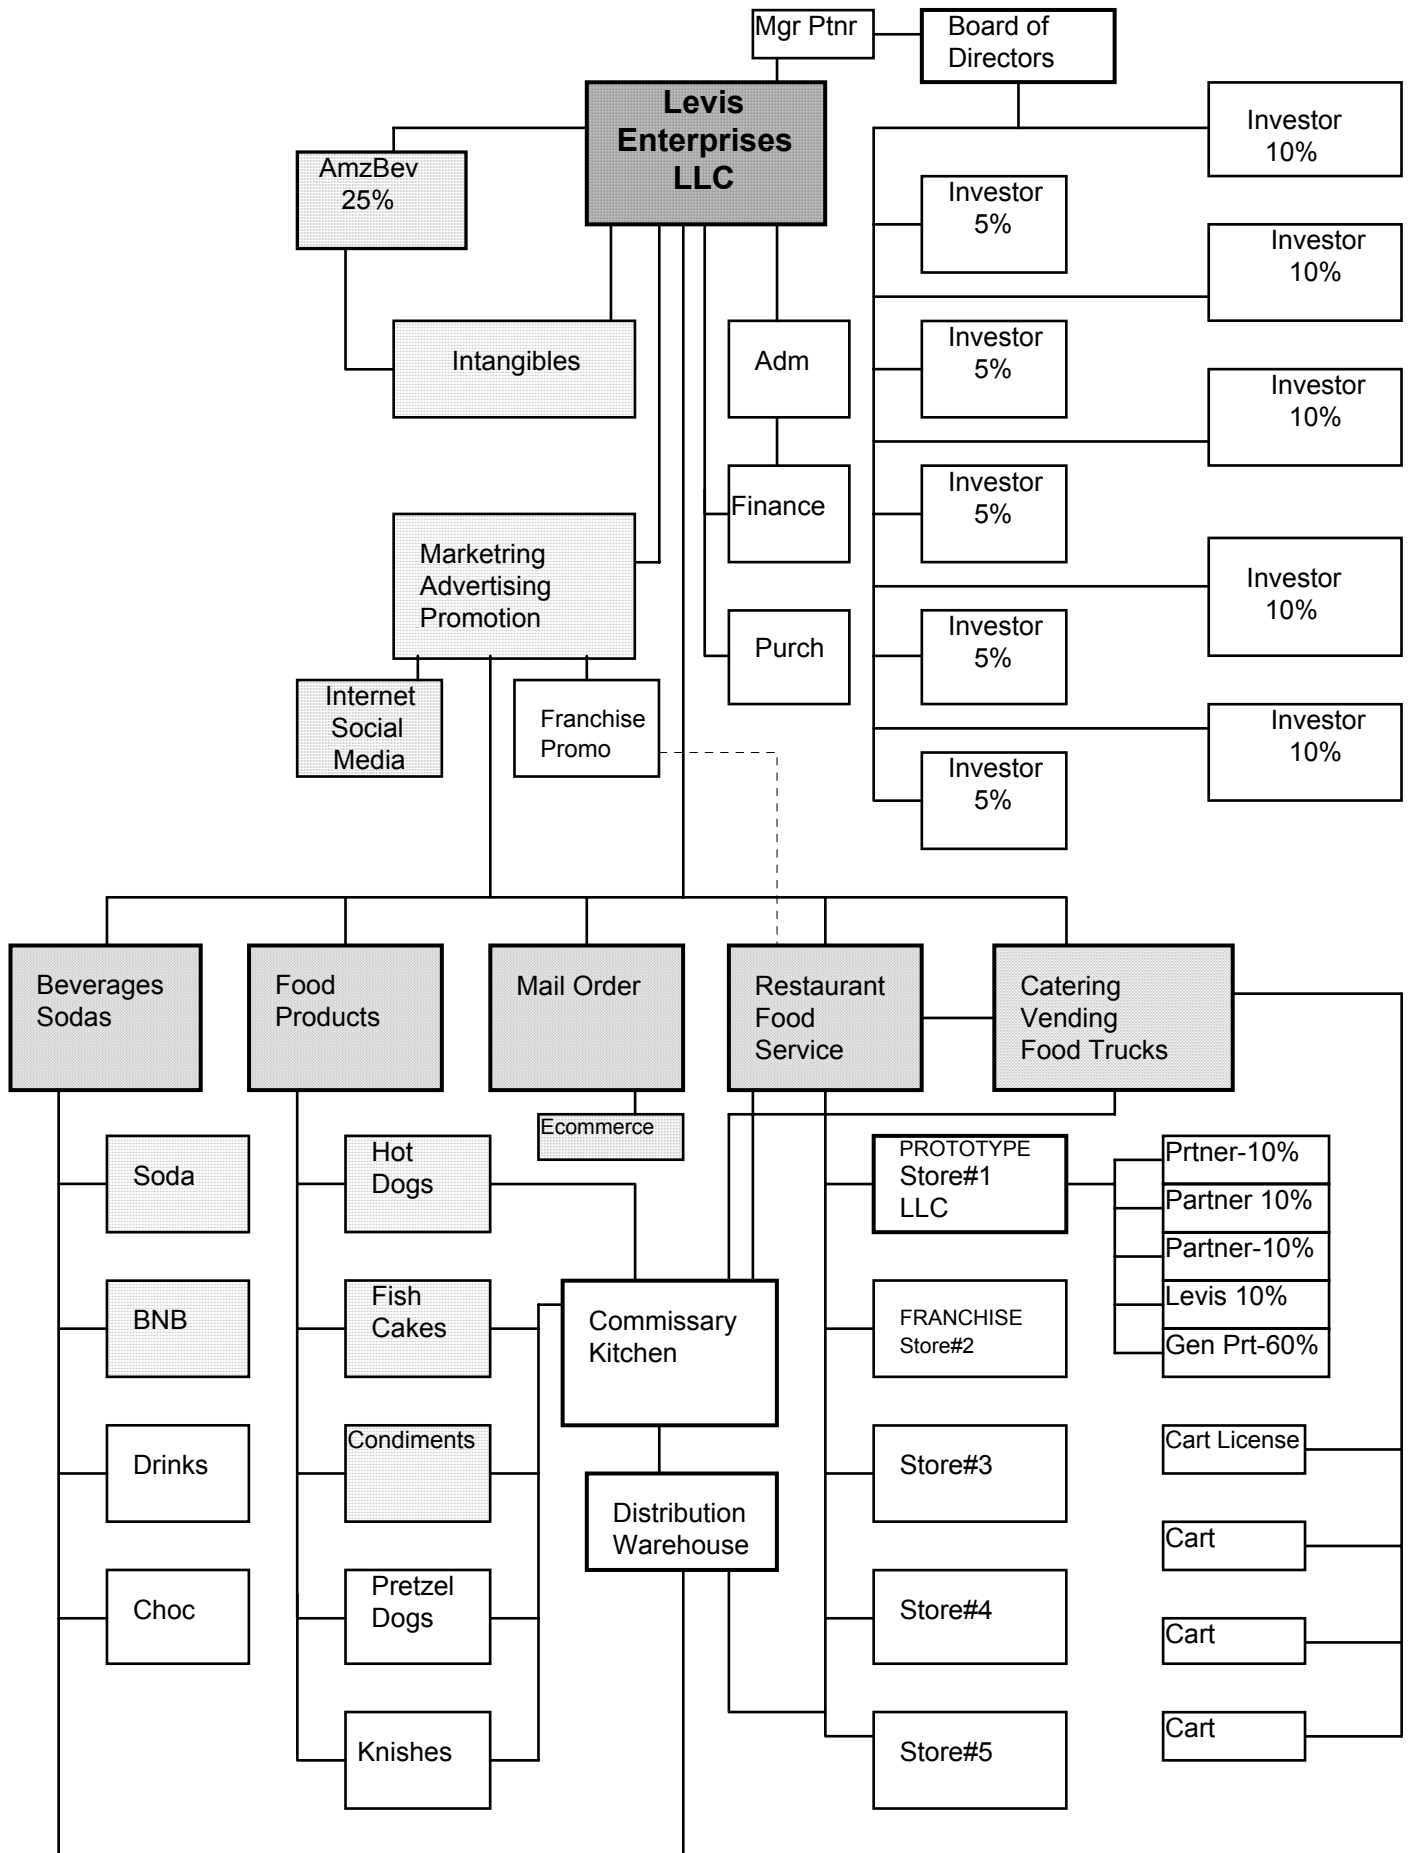 Mgr Ptnr
Board of
Directors
Levis
Enterprises
LLC
AmzBev
25%
Investor
10%
Investor
5%
Investor
10%
Intangibles
Adm
Investor
5%
Investor
10%
Finance
Investor
5%
Marketring
Advertising
Promotion
Investor
10%
Purch
Investor
5%
Internet
Social
Media
Franchise
Promo
Investor
10%
Investor
5%
Beverages
Sodas
Food
Products
Mail Order
Restaurant
Food
Service
Catering
Vending
Food Trucks
Ecommerce
Soda
Hot
Dogs
PROTOTYPE
Store#1
LLC
Prtner-10%
Partner 10%
Partner-10%
Levis 10%
Gen Prt-60%
BNB
Fish
Cakes
Commissary
Kitchen
FRANCHISE
Store#2
Drinks
Condiments
Distribution
Warehouse
Store#3
Cart License
Cart
Choc
Pretzel
Dogs
Store#4
Cart
Knishes
Store#5
Cart